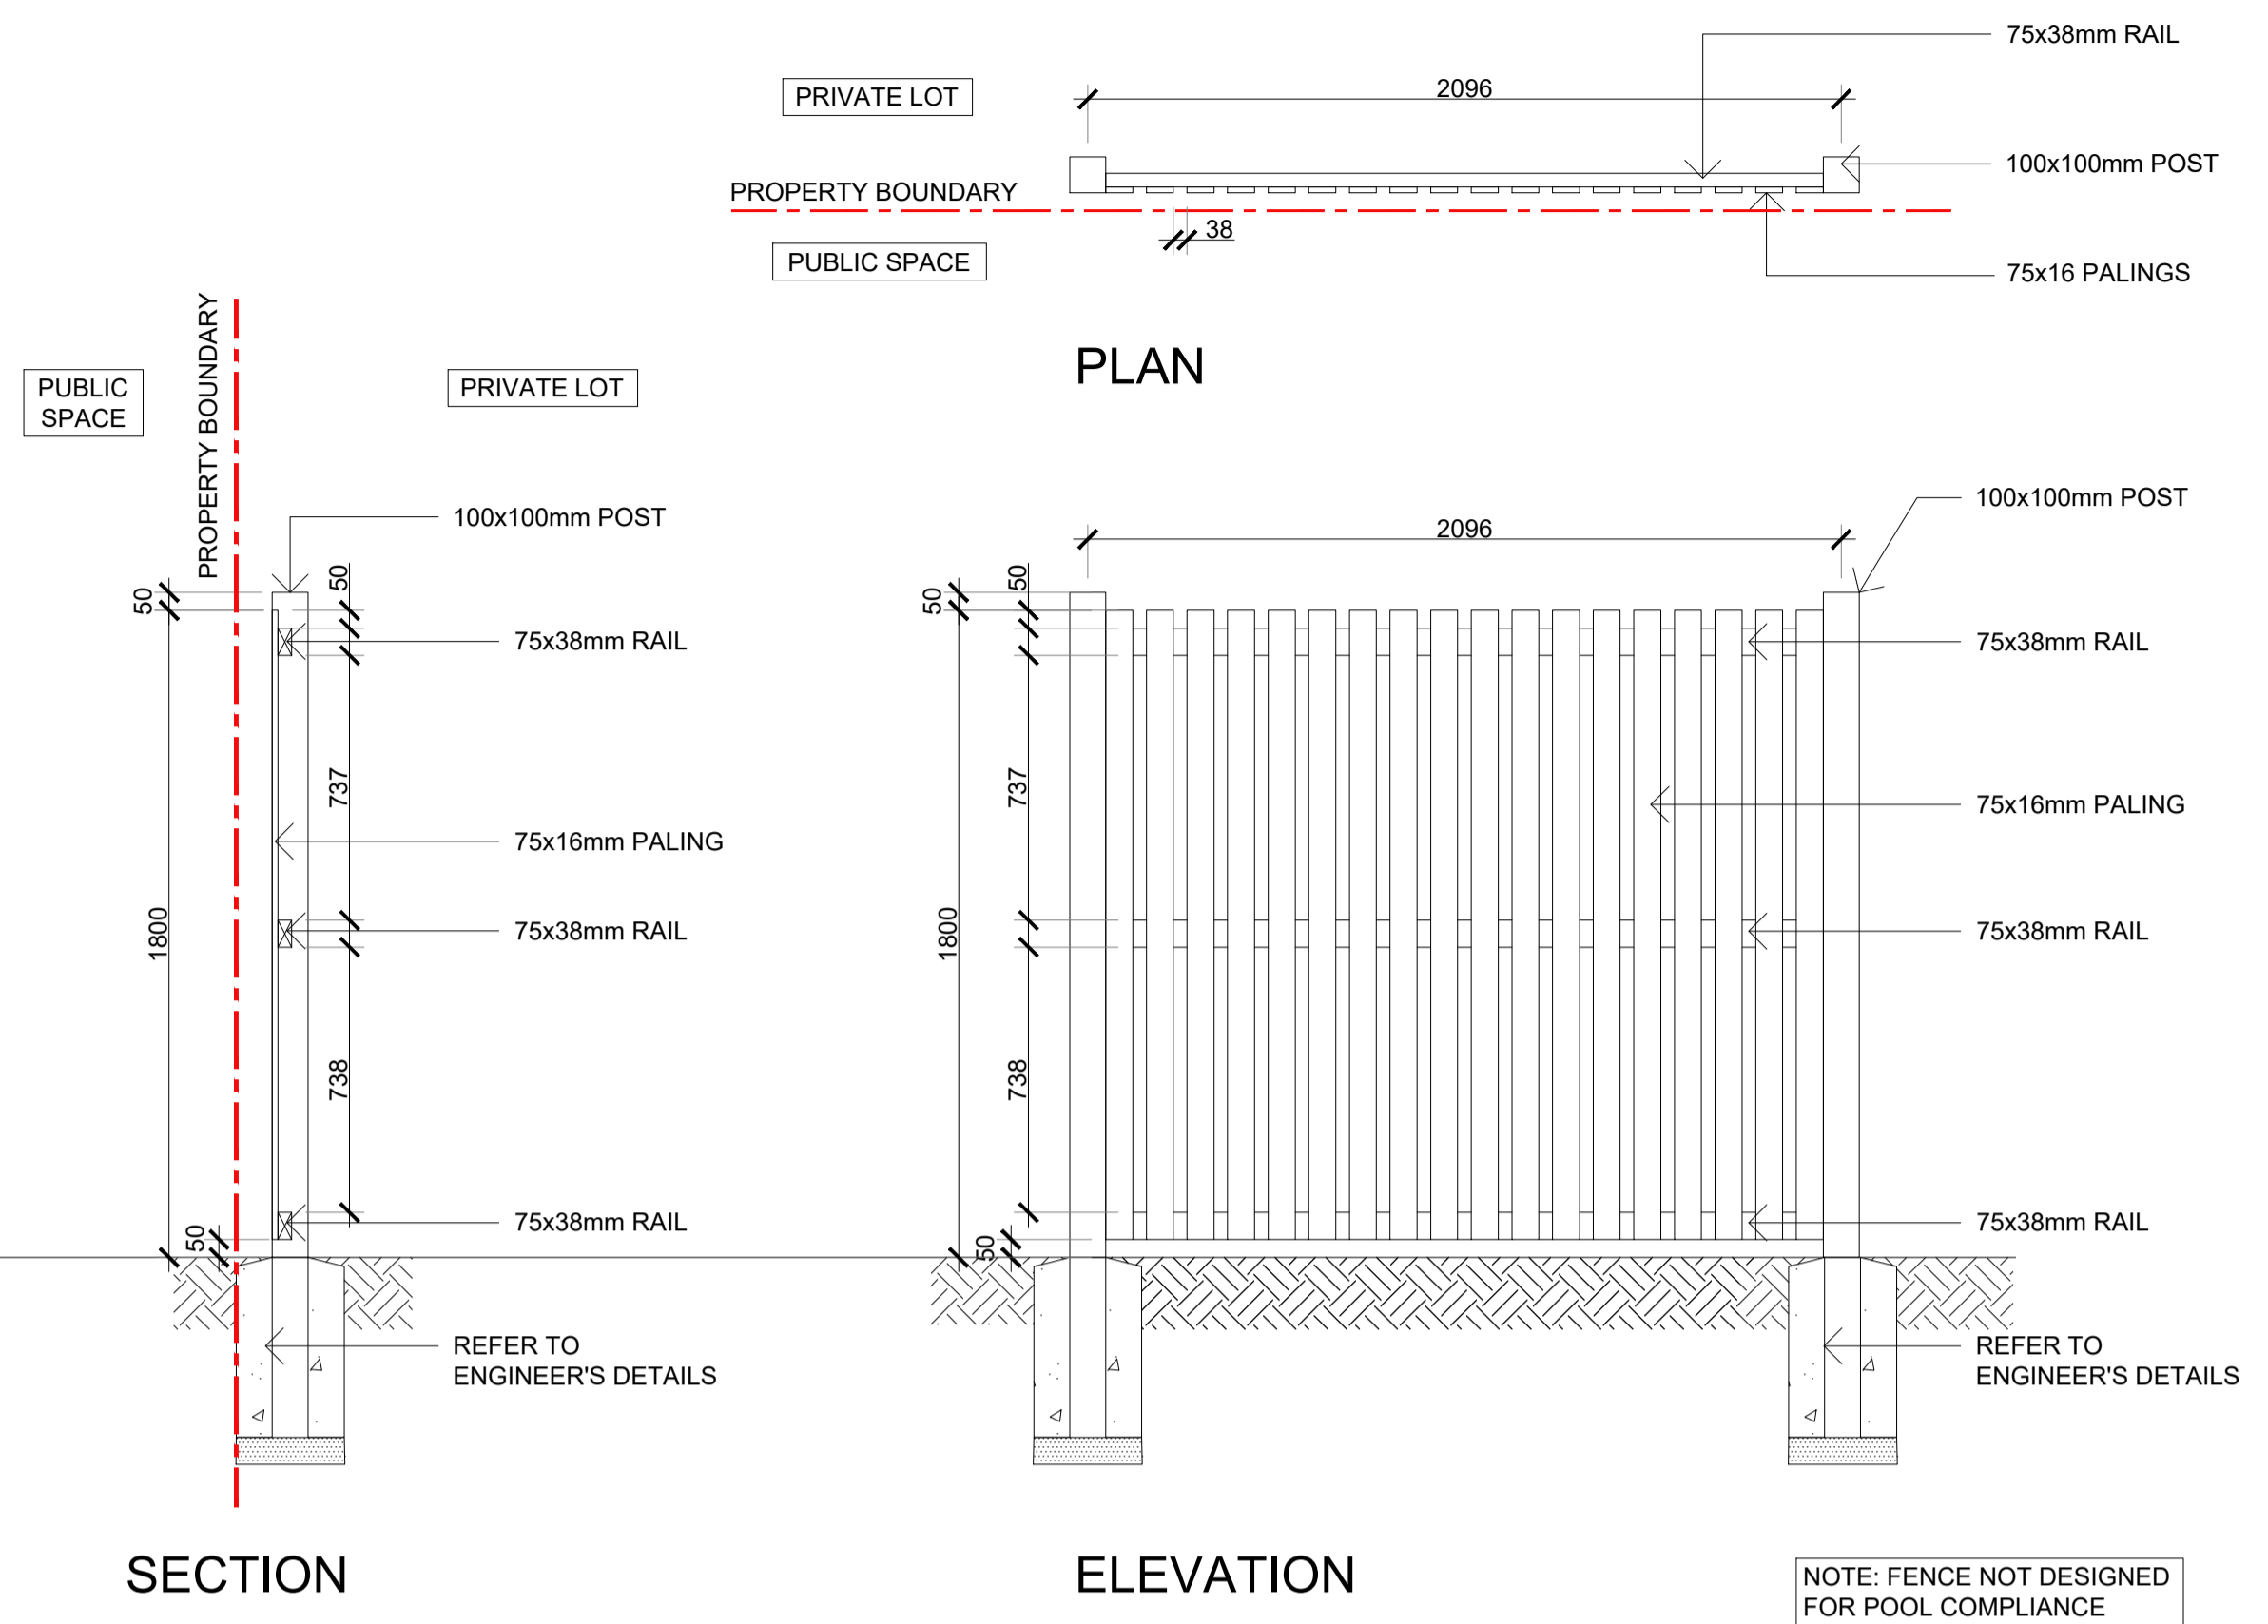 75x38mm RAIL
PRIVATE LOT
2096
100x100mm POST
PROPERTY BOUNDARY
38
PUBLIC SPACE
75x16 PALINGS
PLAN
PROPERTY BOUNDARY
PUBLIC
SPACE
PRIVATE LOT
100x100mm POST
50
50
75x38mm RAIL
737
75x16mm PALING
1800
75x38mm RAIL
738
50
75x38mm RAIL
REFER TO
ENGINEER'S DETAILS
SECTION
100x100mm POST
2096
50
50
75x38mm RAIL
737
75x16mm PALING
1800
75x38mm RAIL
738
50
75x38mm RAIL
REFER TO
ENGINEER'S DETAILS
ELEVATION
NOTE: FENCE NOT DESIGNED
FOR POOL COMPLIANCE